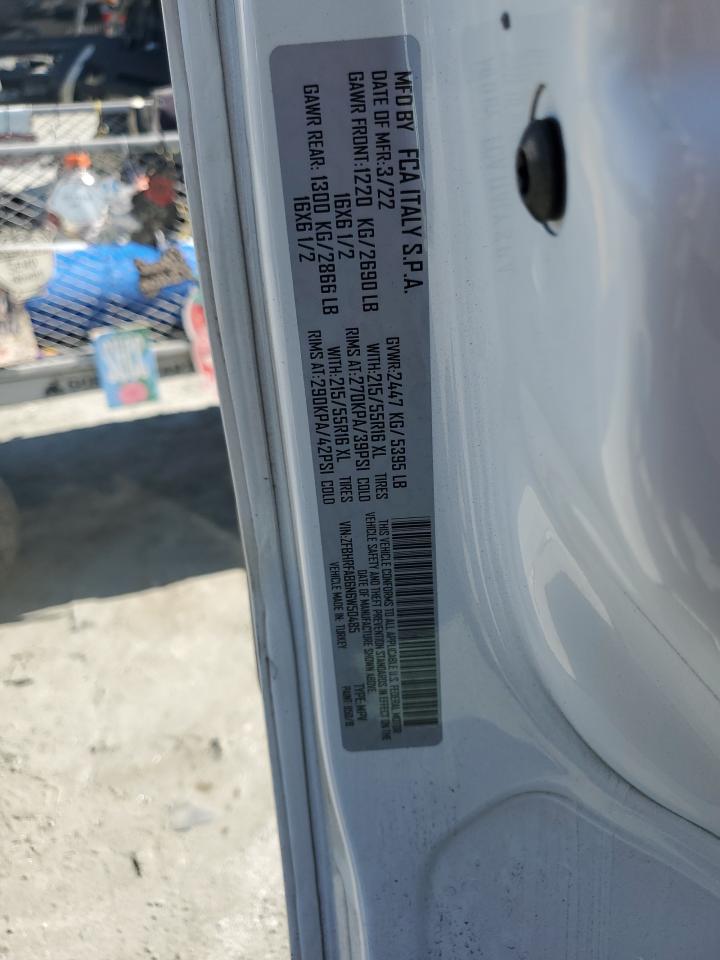 MFD BY FCA ITALY S.P.A.
DATE OF MFR:3/22 GVWR:2447 KG/5395 LB
GAWR FRONT:1220 KG/2690 LB WITH:215/55R16 XL TIRES
16X6 1/2 RIMS AT:270KPA/39PSI COLD
GAWR REAR: 1300 KG/2866 LB WITH:215/55R16 XL TIRES
16X6 1/2 RIMS AT:290KPA/42PSI COLD
THIS VEHICLE CONFORMS TO ALL APPLICABLE U.S. FEDERAL MOTOR
VEHICLE SAFETY AND THEFT PREVENTION STANDARDS IN EFFECT ON THE
DATE OF MANUFACTURE SHOWN ABOVE.
VIN:ZFBHRFAB6N6W50485 TYPE:MPV
VEHICLE MADE IN: TURKEY PAINT: